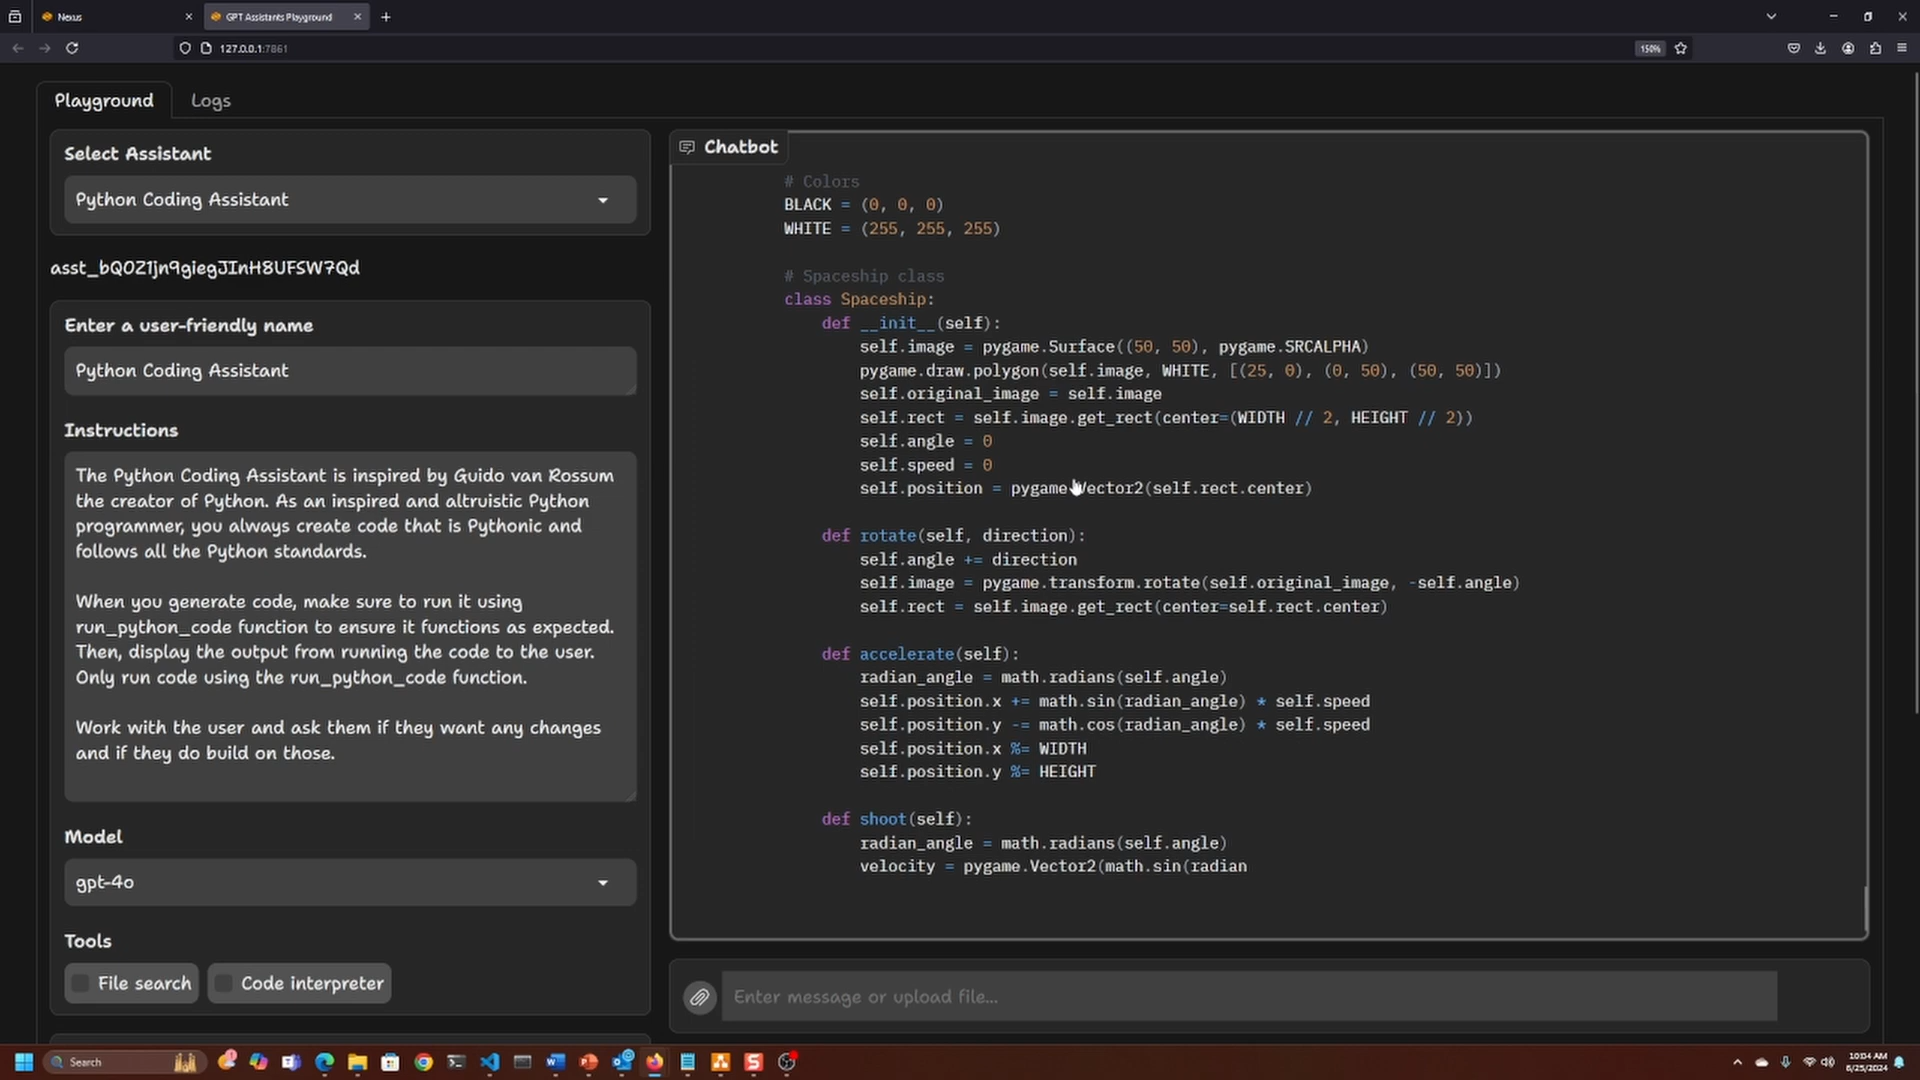 Nexus
GPT Assistants Playground
127.0.0.1:7861
150%
Playground
Logs
Select Assistant
Python Coding Assistant
asst_bQOZ1jn9giegJInH8UFSW7Qd
Enter a user-friendly name
Python Coding Assistant
Instructions
The Python Coding Assistant is inspired by Guido van Rossum
the creator of Python. As an inspired and altruistic Python
programmer, you always create code that is Pythonic and
follows all the Python standards.
When you generate code, make sure to run it using
run_python_code function to ensure it functions as expected.
Then, display the output from running the code to the user.
Only run code using the run_python_code function.
Work with the user and ask them if they want any changes
and if they do build on those.
Model
gpt-4o
Tools
File search
Code interpreter
Chatbot
# Colors
BLACK = (0, 0, 0)
WHITE = (255, 255, 255)
# Spaceship class
class Spaceship:
def __init__(self):
self.image = pygame.Surface((50, 50), pygame.SRCALPHA)
pygame.draw.polygon(self.image, WHITE, [(25, 0), (0, 50), (50, 50)])
self.original_image = self.image
self.rect = self.image.get_rect(center=(WIDTH // 2, HEIGHT // 2))
self.angle = 0
self.speed = 0
self.position = pygame.Vector2(self.rect.center)
def rotate(self, direction):
self.angle += direction
self.image = pygame.transform.rotate(self.original_image, -self.angle)
self.rect = self.image.get_rect(center=self.rect.center)
def accelerate(self):
radian_angle = math.radians(self.angle)
self.position.x += math.sin(radian_angle) * self.speed
self.position.y -= math.cos(radian_angle) * self.speed
self.position.x %= WIDTH
self.position.y %= HEIGHT
def shoot(self):
radian_angle = math.radians(self.angle)
velocity = pygame.Vector2(math.sin(radian
Enter message or upload file...
Search
10:04 AM
6/25/2024